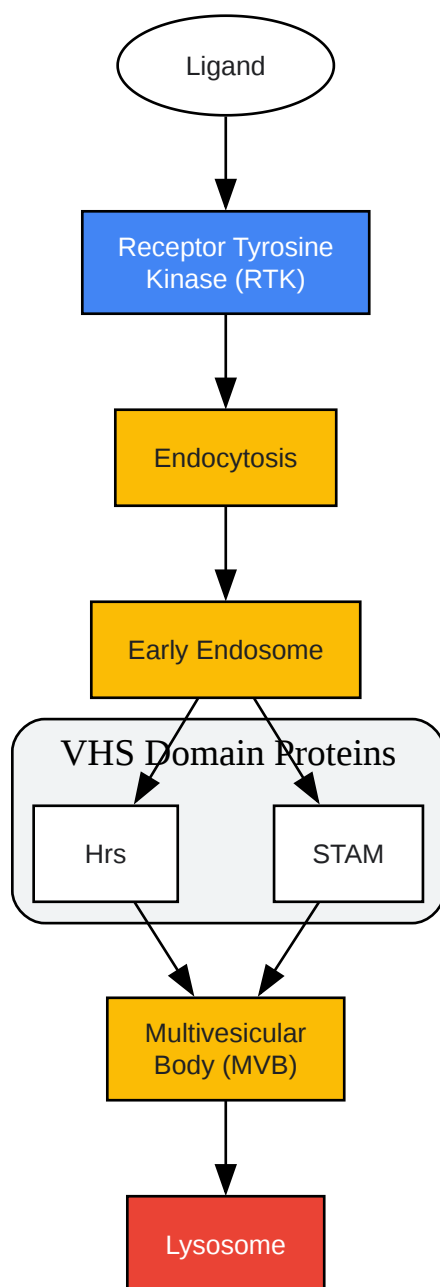 Ligand
Receptor Tyrosine
Kinase (RTK)
Endocytosis
Early Endosome
VHS Domain Proteins
Hrs
STAM
Multivesicular
Body (MVB)
Lysosome